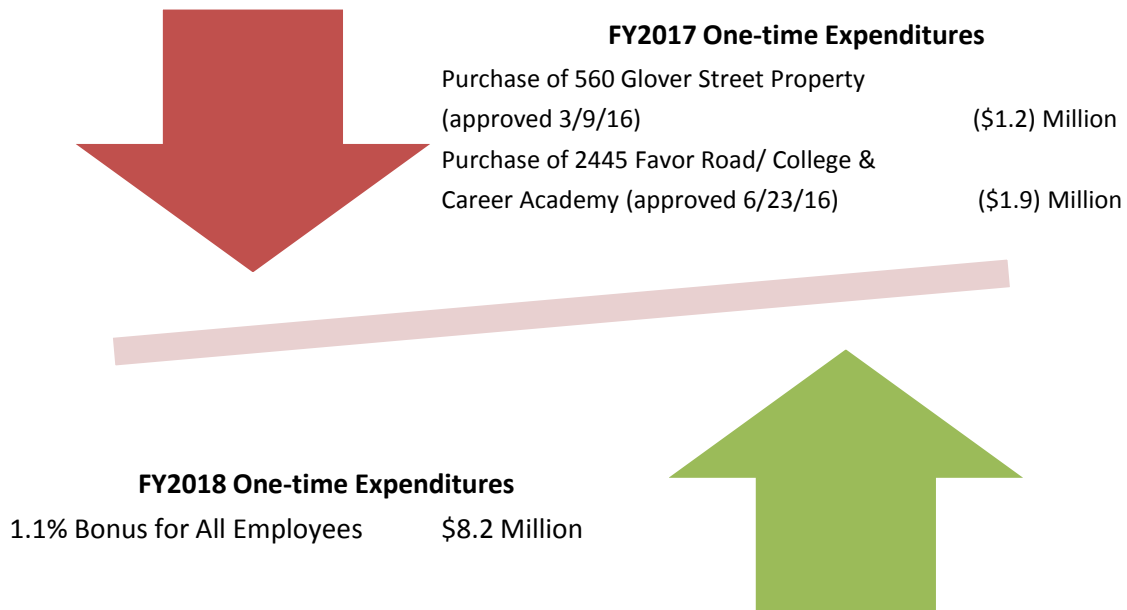 FY2017 One-time Expenditures
Purchase of 560 Glover Street Property
(approved 3/9/16) ($1.2) Million
Purchase of 2445 Favor Road/ College &
Career Academy (approved 6/23/16) ($1.9) Million
FY2018 One-time Expenditures
1.1% Bonus for All Employees $8.2 Million